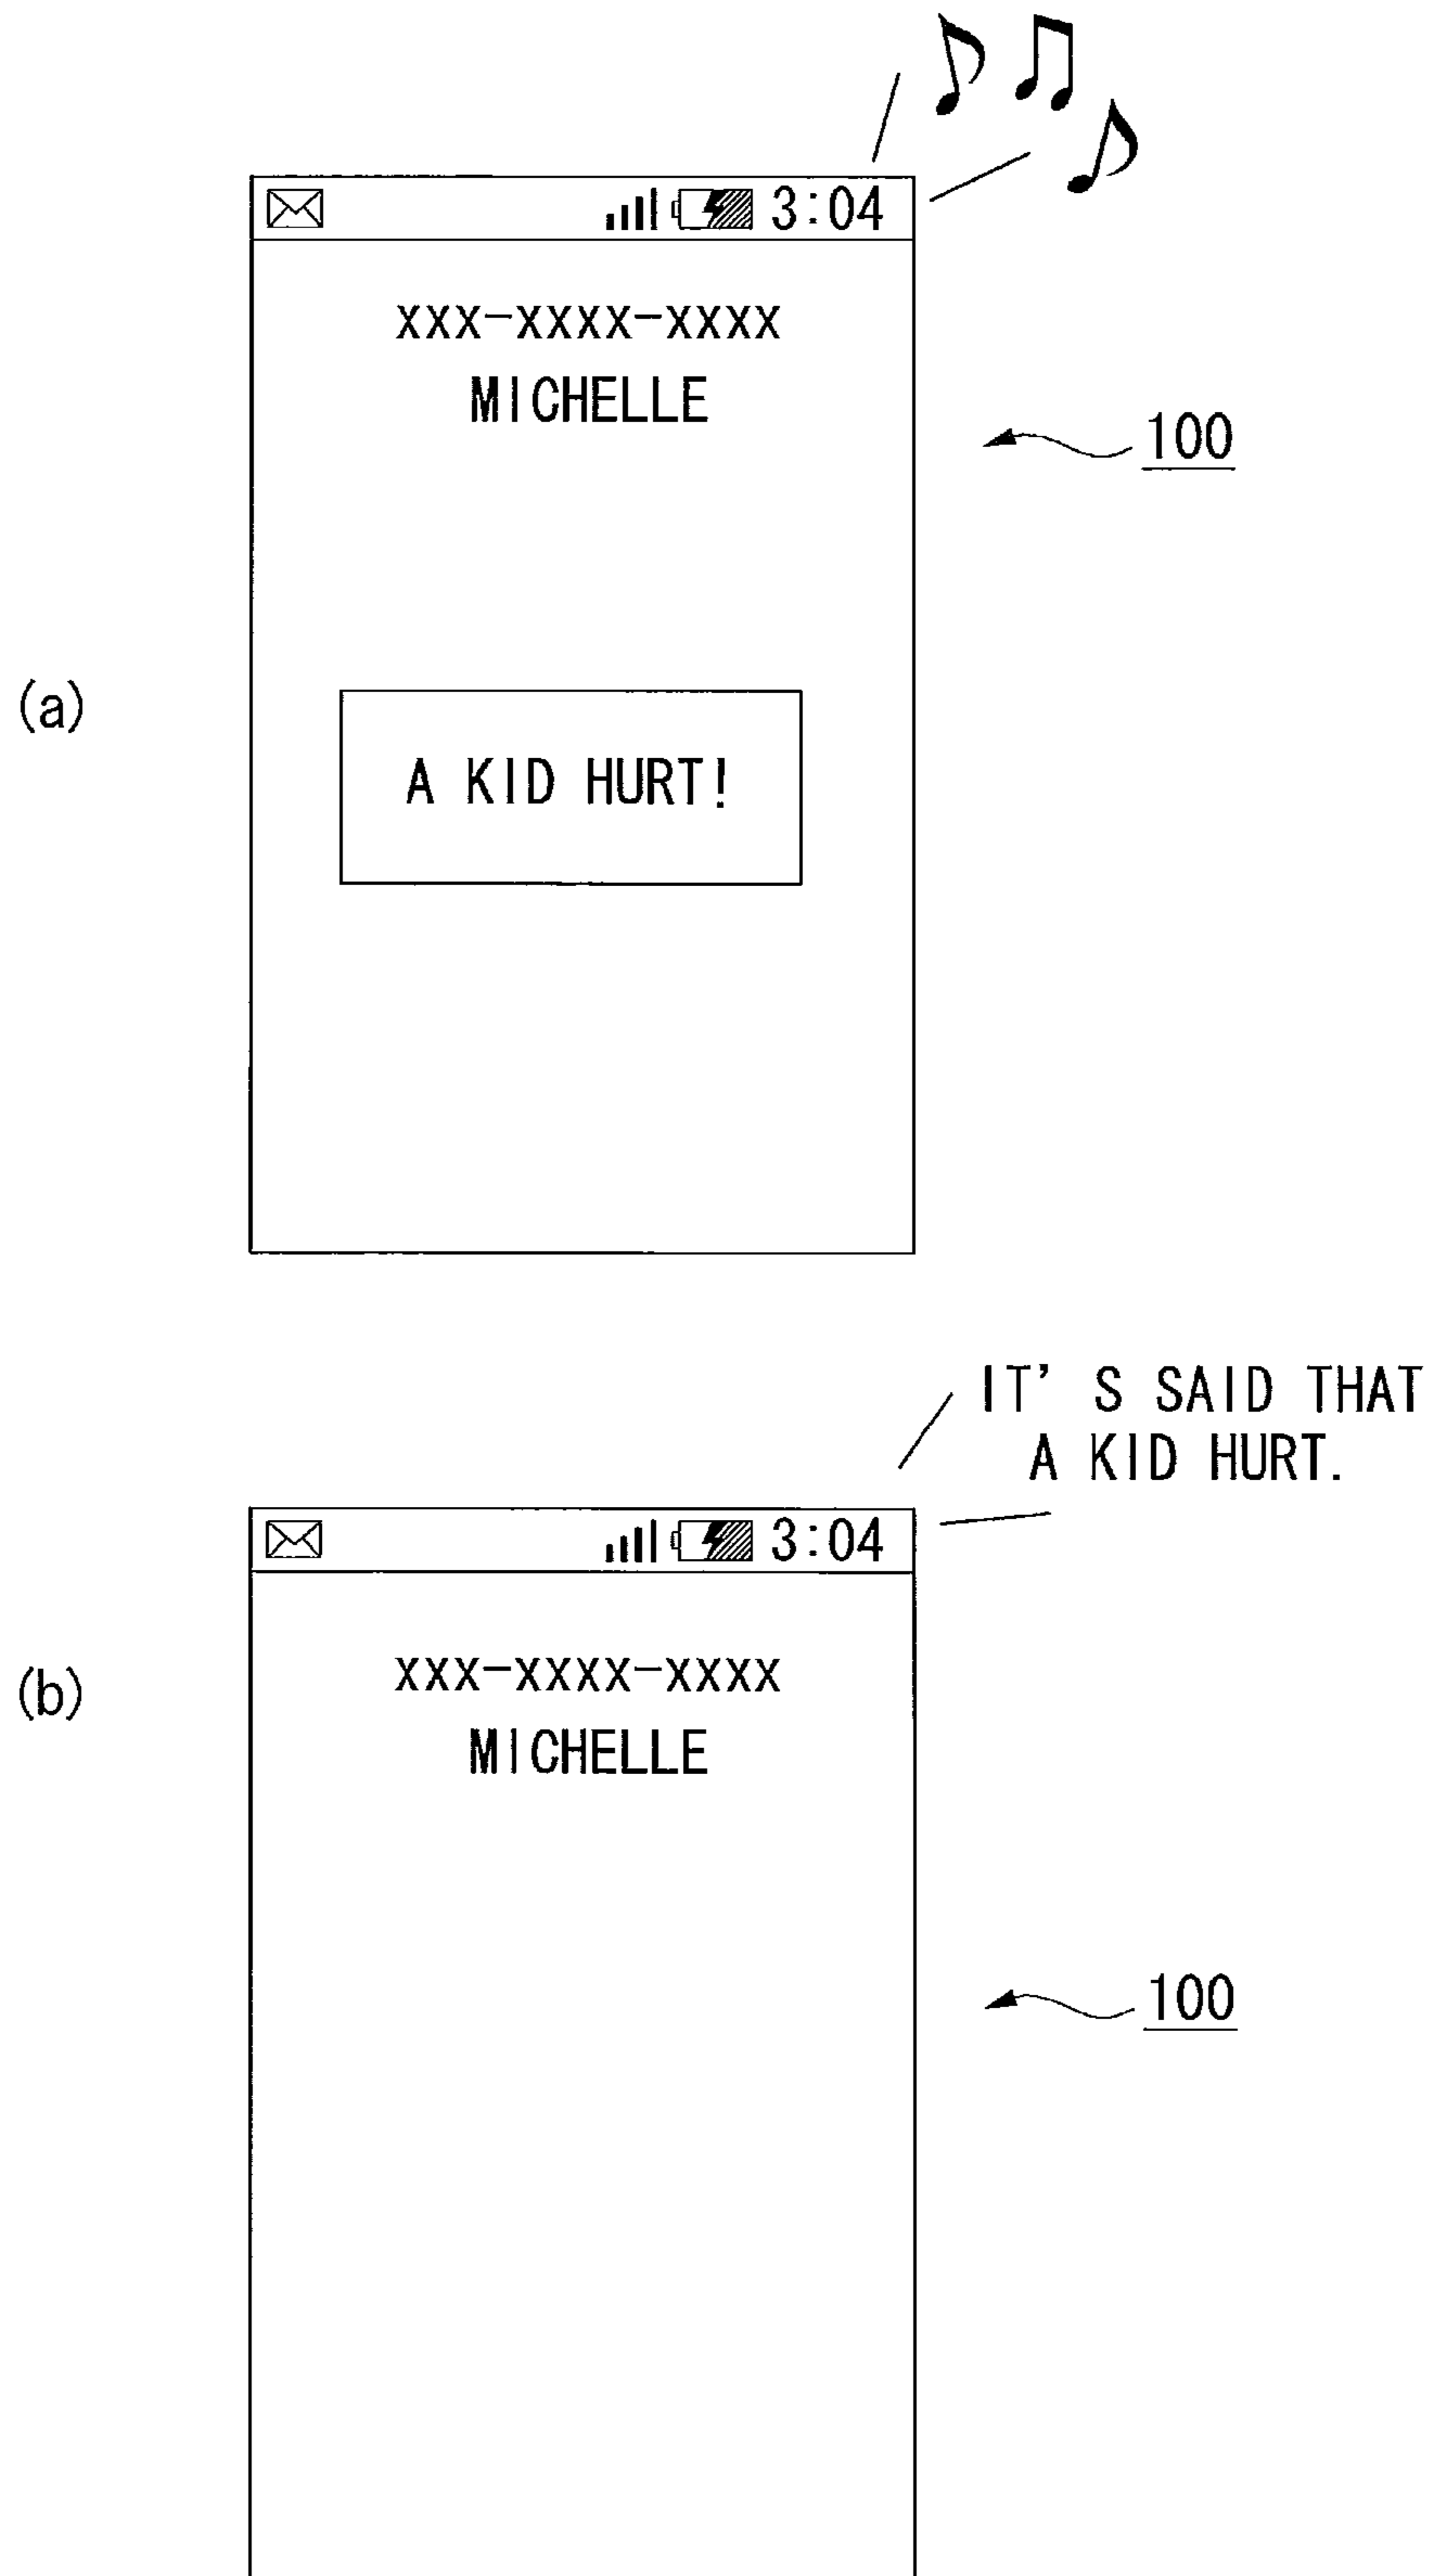 3:04
xxx-xxxx-xxxx
MICHELLE
100
(a)
A KID HURT!
IT'S SAID THAT
A KID HURT.
3:04
(b)
xxx-xxxx-xxxx
MICHELLE
100